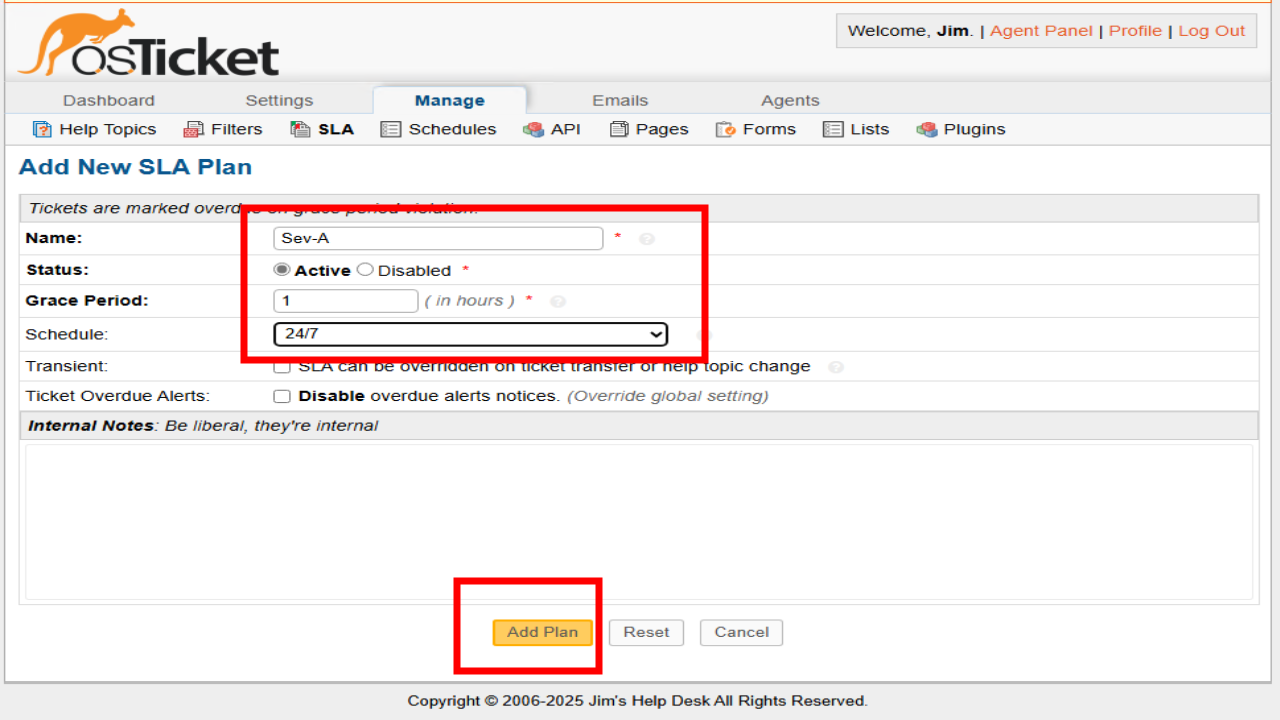 osTicket
Welcome, Jim. | Agent Panel | Profile | Log Out
Dashboard Settings Manage Emails Agents
Help Topics Filters SLA Schedules API Pages Forms Lists Plugins
Add New SLA Plan
Tickets are marked overdue on grace period violation.
Name: Sev-A * ?
Status: Active Disabled *
Grace Period: 1 ( in hours ) * ?
Schedule: 24/7
Transient: SLA can be overridden on ticket transfer or help topic change ?
Ticket Overdue Alerts: Disable overdue alerts notices. (Override global setting)
Internal Notes: Be liberal, they're internal
Add Plan Reset Cancel
Copyright © 2006-2025 Jim's Help Desk All Rights Reserved.